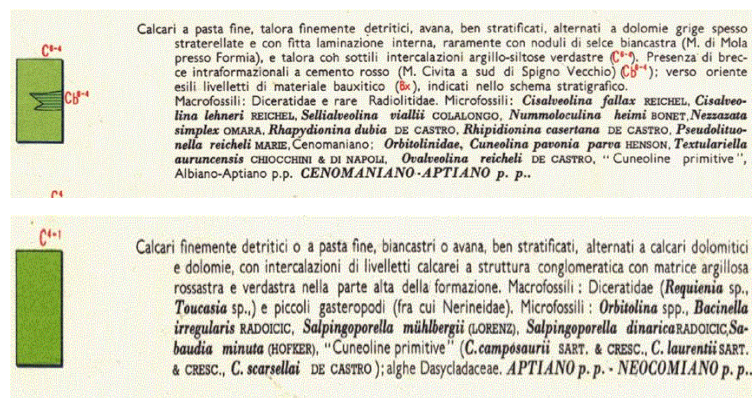 Calcari a pasta fine, talora finemente detritici, avana, ben stratificati, alternati a dolomie grige spesso
straterellate e con fitta laminazione interna, raramente con noduli di selce biancastra (M. di Mola
presso Formia), e talora coh sottili intercalazioni argillo-siltose verdastre (C⁶⁻⁴). Presenza di brec-
C⁶⁻⁴
ce intraformazionali a cemento rosso (M. Civita a sud di Spigno Vecchio) (Cb⁶⁻⁴); verso oriente
esili livelletti di materiale bauxitico (Bx), indicati nello schema stratigrafico.
Cb⁶⁻⁴
Macrofossili: Diceratidae e rare Radiolitidae. Microfossili: Cisalveolina fallax REICHEL, Cisalveo-
lina lehneri REICHEL, Sellialveolina viallii COLALONGO, Nummoloculina heimi BONET, Nezzazata
simplex OMARA, Rhapydionina dubia DE CASTRO, Rhipidionina casertana DE CASTRO, Pseudolituo-
nella reicheli MARIE, Cenomaniano; Orbitolinidae, Cuneolina pavonia parva HENSON, Textulariella
auruncensis CHIOCCHINI & DI NAPOLI, Ovalveolina reicheli DE CASTRO, "Cuneoline primitive",
Albiano-Aptiano p.p. CENOMANIANO-APTIANO p. p..
C⁴⁻¹
Calcari finemente detritici o a pasta fine, biancastri o avana, ben stratificati, alternati a calcari dolomitici
e dolomie, con intercalazioni di livelletti calcarei a struttura conglomeratica con matrice argillosa
rossastra e verdastra nella parte alta della formazione. Macrofossili : Diceratidae (Requienia sp.,
Toucasia sp.,) e piccoli gasteropodi (fra cui Nerineidae). Microfossili : Orbitolina spp., Bacinella
irregularis RADOICIC, Salpingoporella mühlbergii (LORENZ), Salpingoporella dinarica RADOICIC, Sa-
baudia minuta (HOFKER), "Cuneoline primitive" (C. camposaurii SART. & CRESC., C. laurentii SART.
& CRESC., C. scarsellai DE CASTRO ); alghe Dasycladaceae. APTIANO p. p. - NEOCOMIANO p. p..